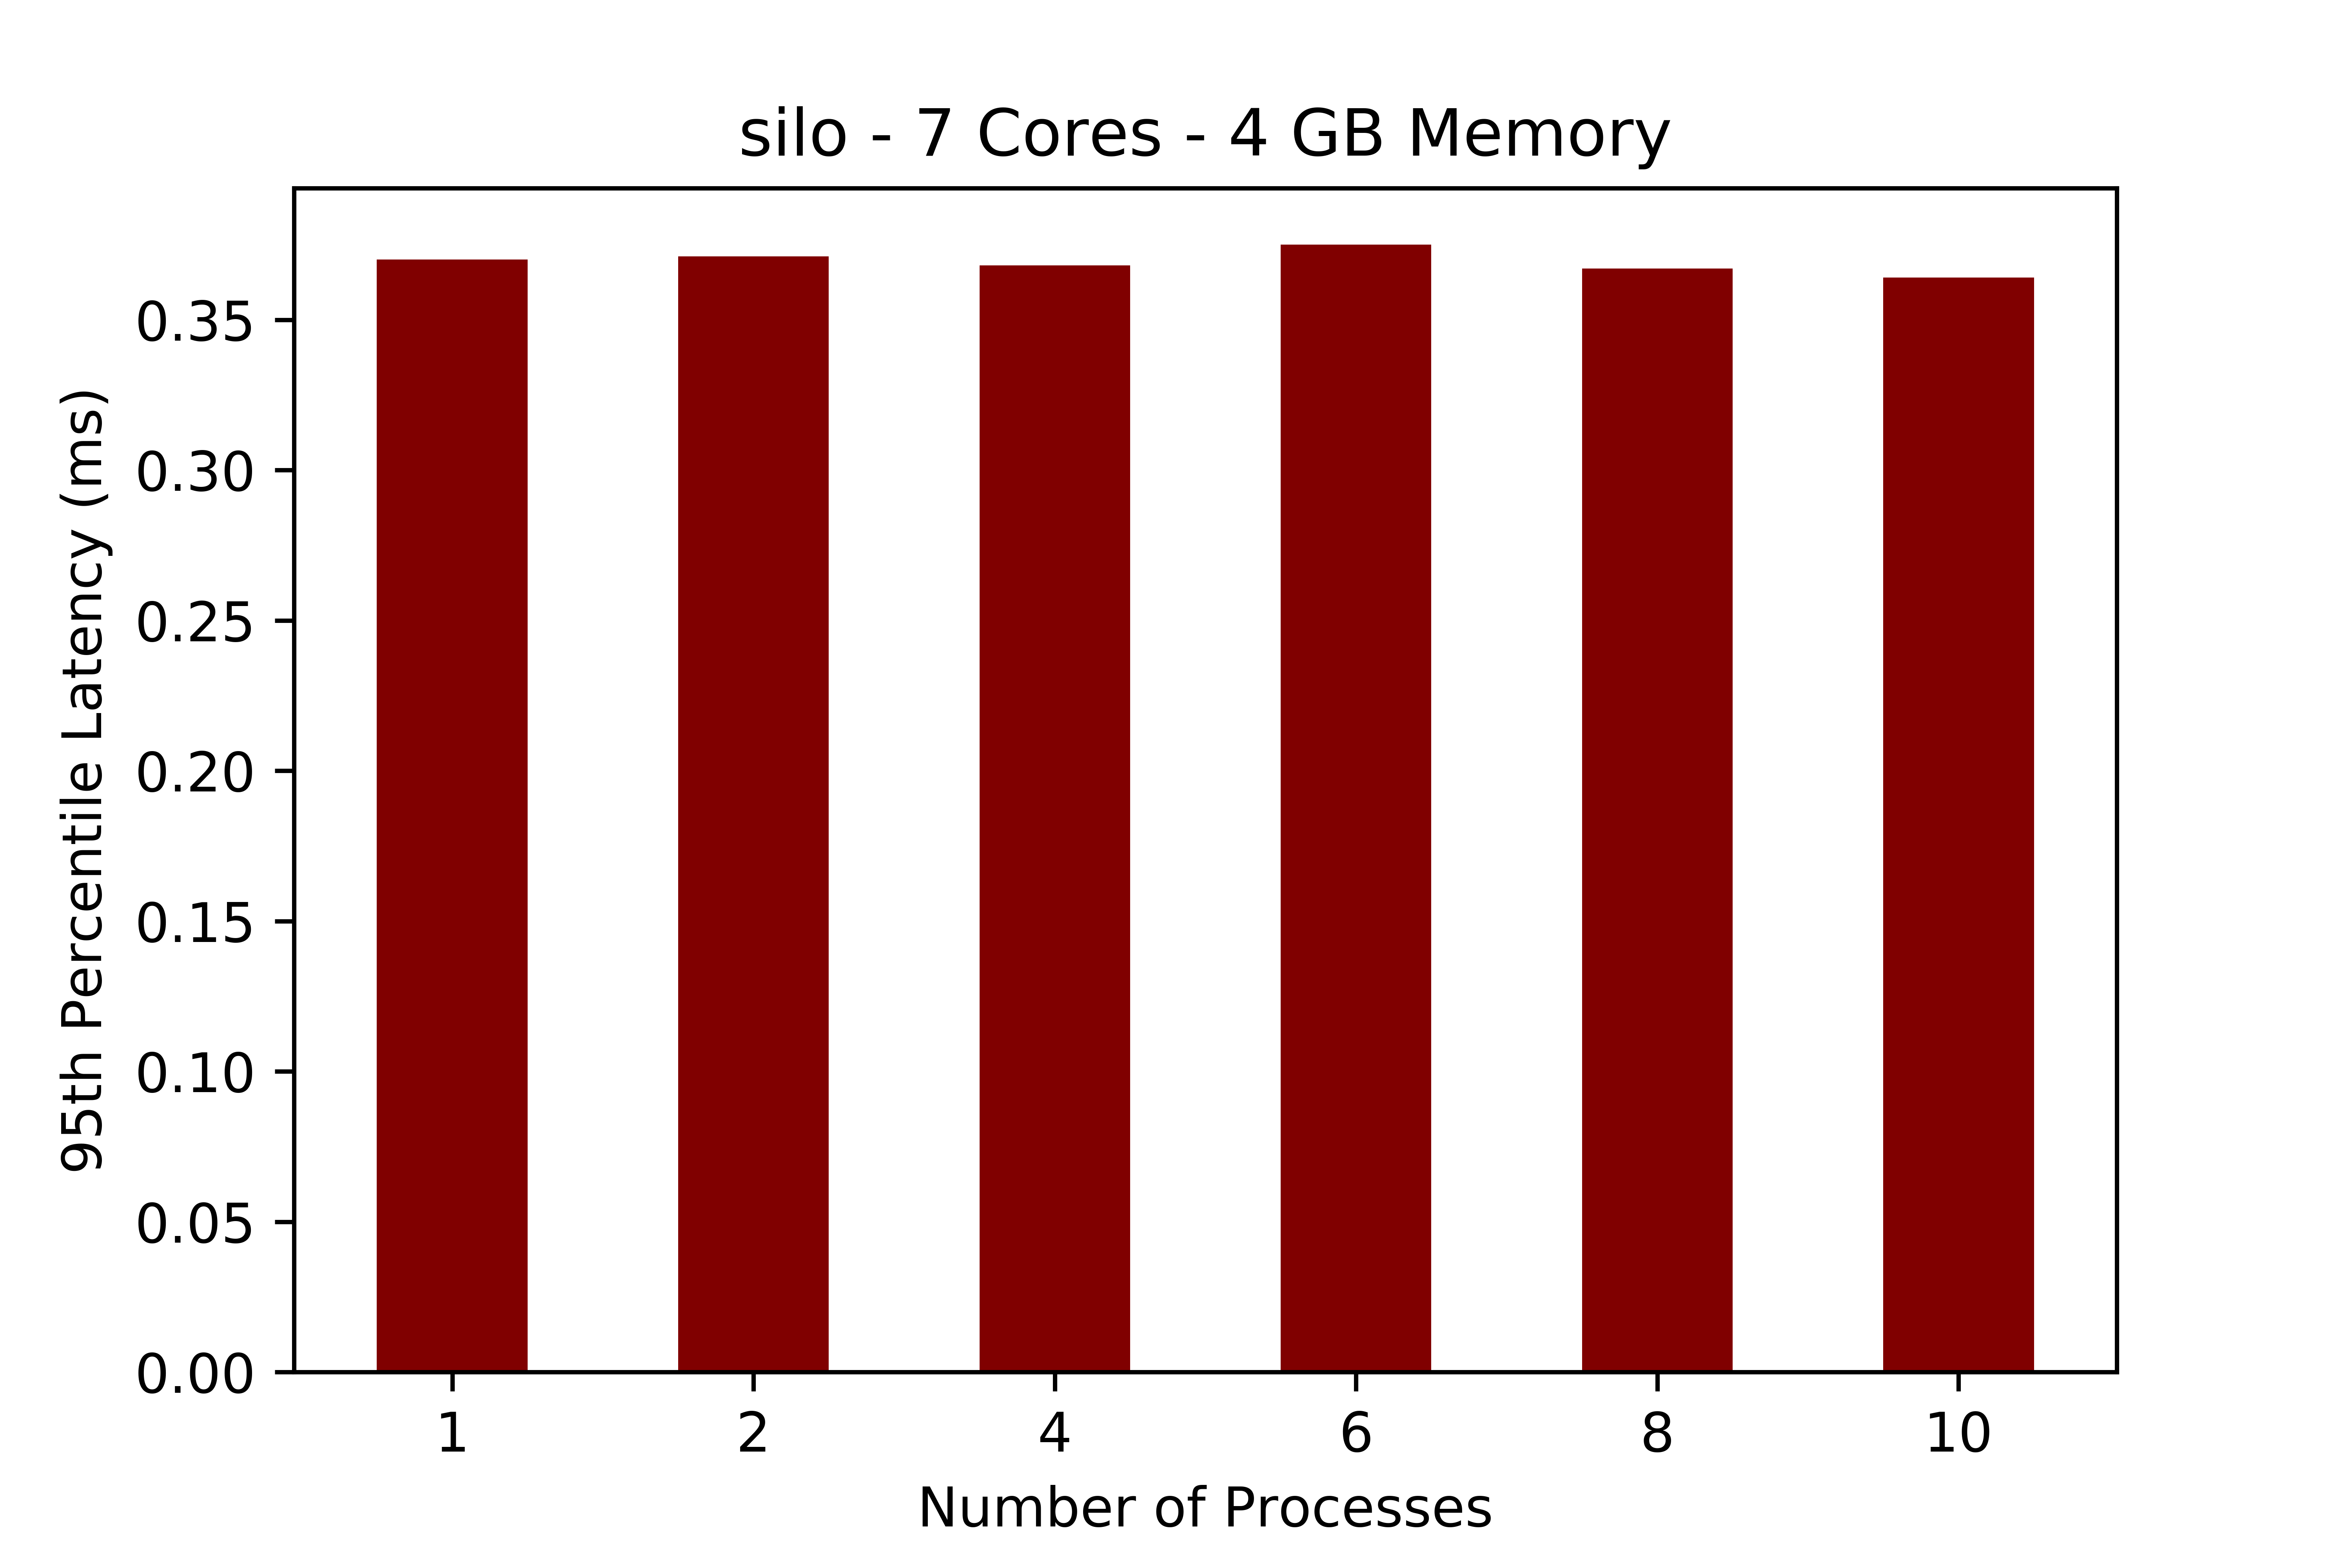 silo - 7 Cores - 4 GB Memory
95th Percentile Latency (ms)
0.35
0.30
0.25
0.20
0.15
0.10
0.05
0.00
1 2 4 6 8 10
Number of Processes